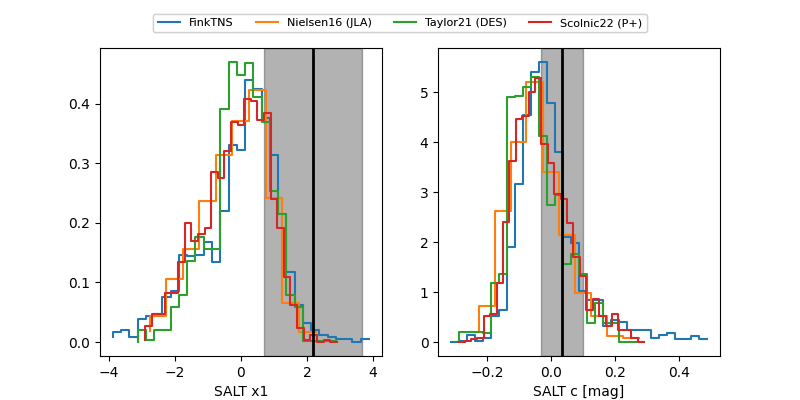 FinkTNS Nielsen16 (JLA) Taylor21 (DES) Scolnic22 (P+)
0.4
0.3
0.2
0.1
0.0
−4 −2 0 2 4
SALT x1
5
4
3
2
1
0
−0.2 0.0 0.2 0.4
SALT c [mag]